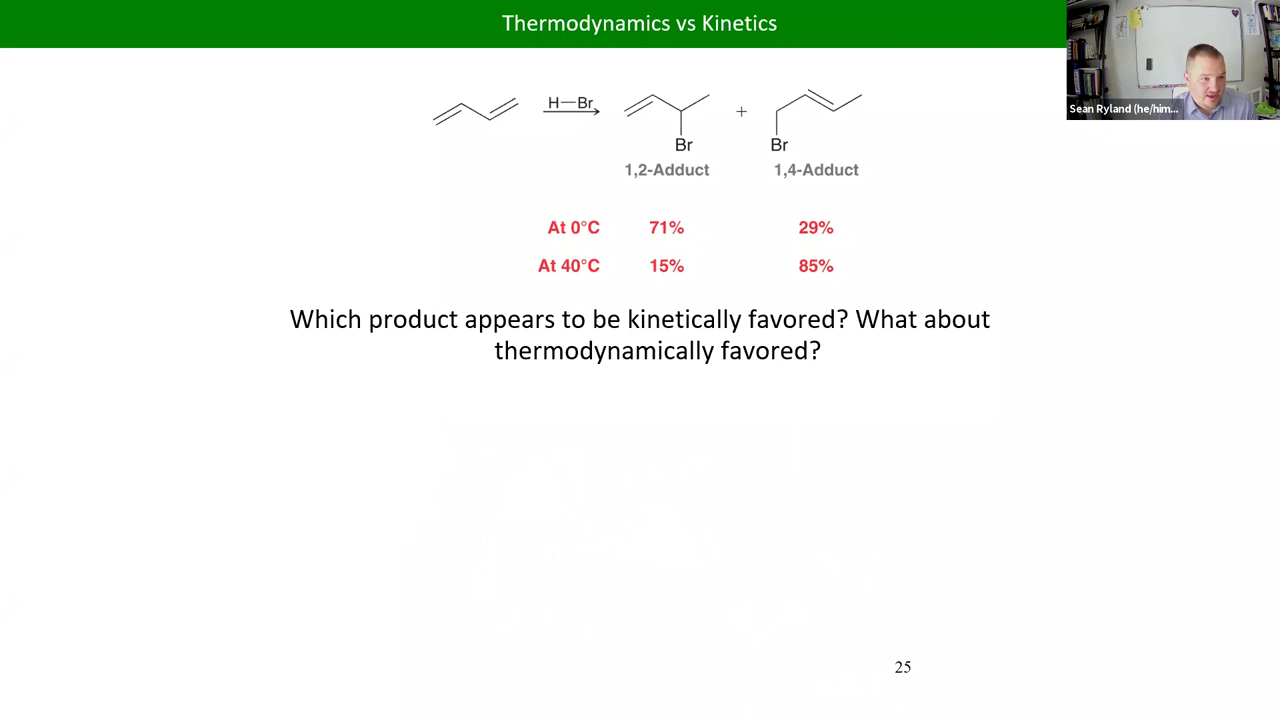 Thermodynamics vs Kinetics
Sean Ryland (he/him...
H—Br
+
Br
Br
1,2-Adduct
1,4-Adduct
At 0°C 71% 29%
At 40°C 15% 85%
Which product appears to be kinetically favored? What about
thermodynamically favored?
25